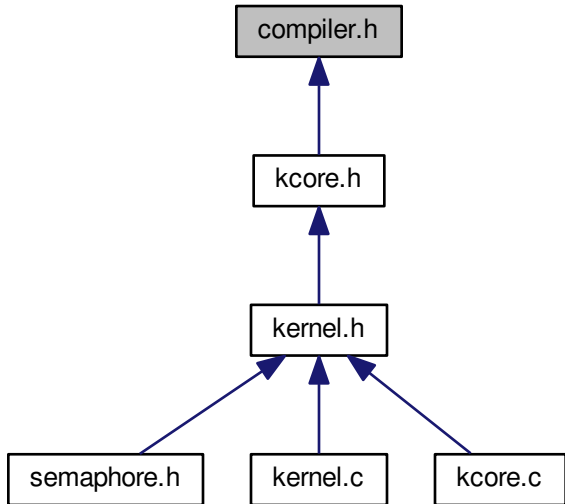 compiler.h
kcore.h
kernel.h
semaphore.h
kernel.c
kcore.c